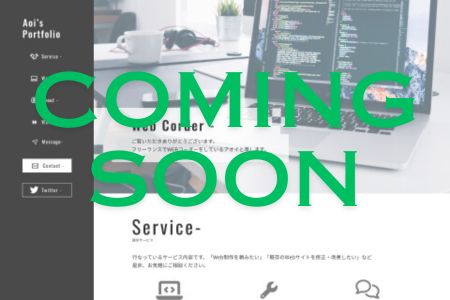 Aoi's
Portfolio
Service -
Message-
Contact -
Twitter -
COMING
SOON
Web Corder -
ご覧いただきありがとうございます。
フリーランスでWEBコーダーをしているアオイと申します。
Service-
提供サービス
行なっているサービス内容です。「Web制作を頼みたい」「既存のWebサイトを修正・改善したい」など
是非、お気軽にご相談ください。